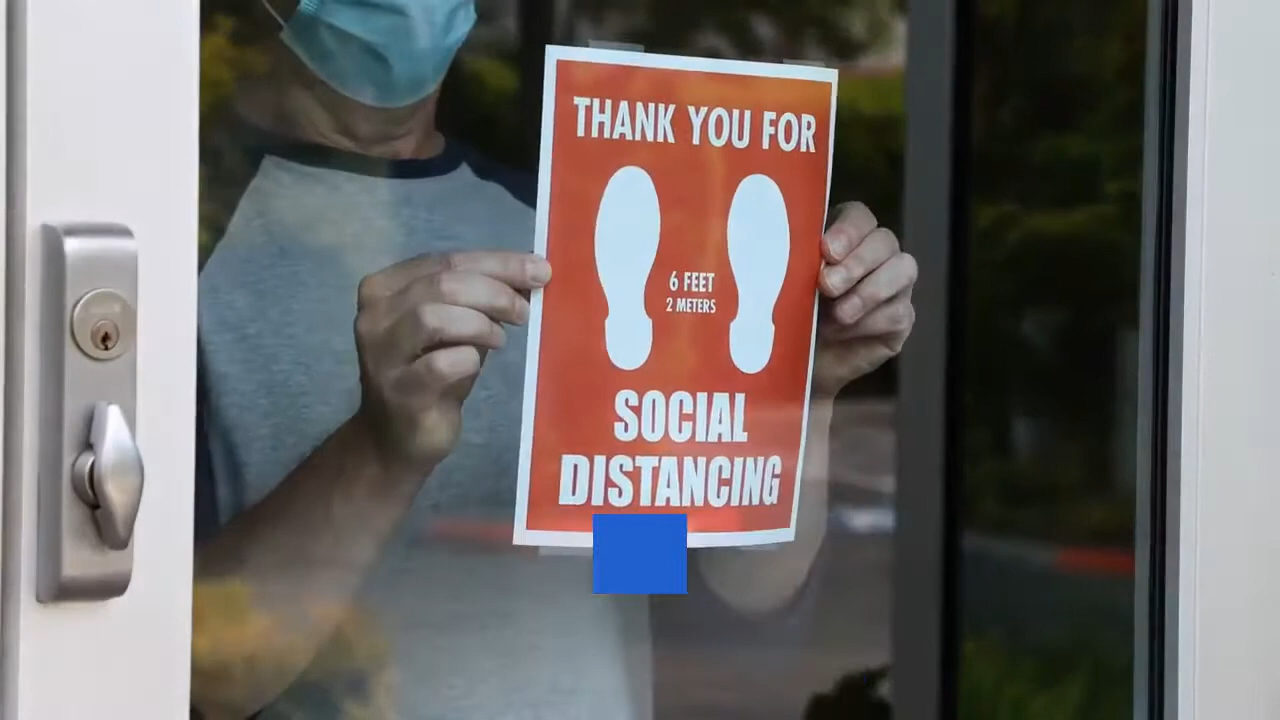 THANK YOU FOR
6 FEET
2 METERS
SOCIAL
DISTANCING